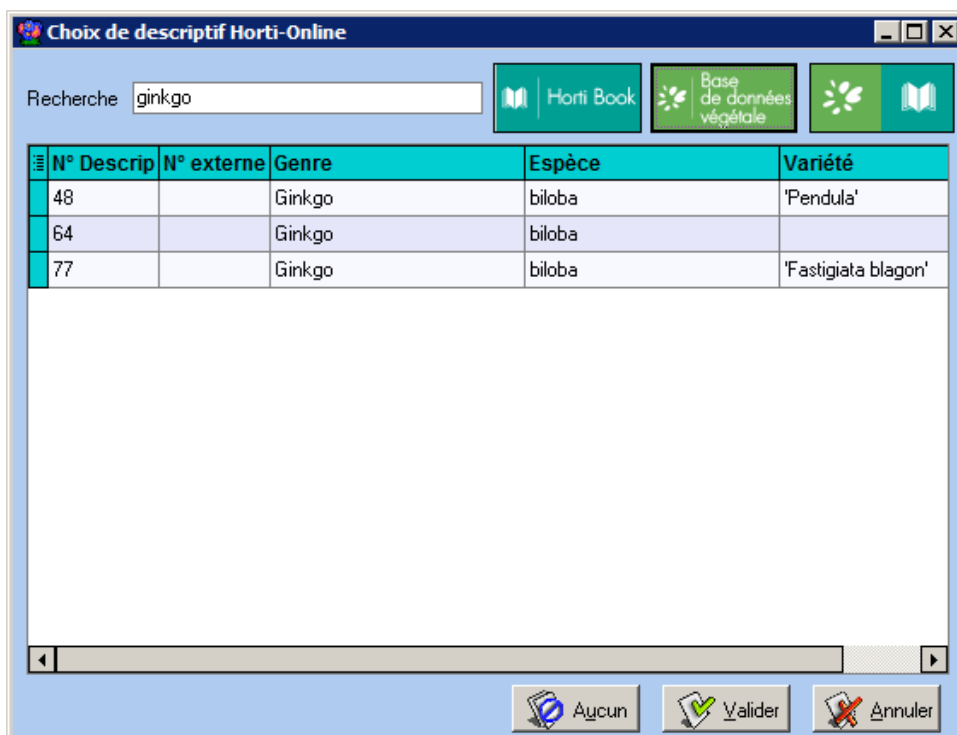 Choix de descriptif Horti-Online
Recherche ginkgo
Horti Book
Base
de données
végétale
N° Descrip N° externe Genre Espèce Variété
48 Ginkgo biloba 'Pendula'
64 Ginkgo biloba
77 Ginkgo biloba 'Fastigiata blagon'
Aucun Valider Annuler